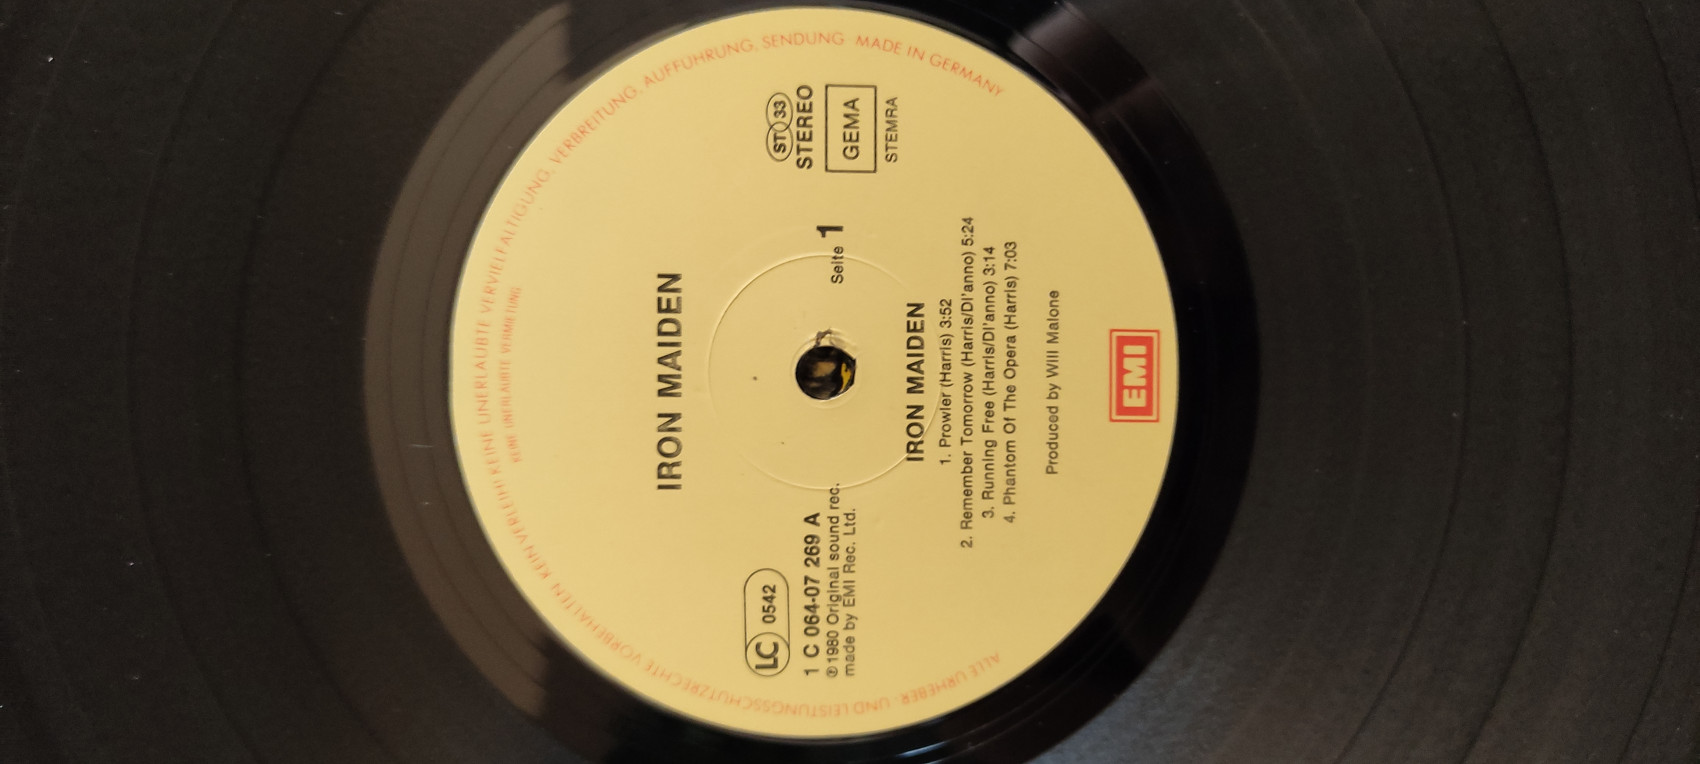 ALLE URHEBER- UND LEISTUNGSSCHUTZRECHTE VORBEHALTEN KEIN VERLEIH! KEINE UNERLAUBTE VERVIELFÄLTIGUNG, VERBREITUNG, AUFFÜHRUNG, SENDUNG MADE IN GERMANY
KEINE UNERLAUBTE VERMIETUNG
IRON MAIDEN
LC 0542
ST 33
STEREO
1 C 064-07 269 A
℗1980 Original sound rec.
made by EMI Rec. Ltd.
Seite 1
GEMA
STEMRA
IRON MAIDEN
1. Prowler (Harris) 3:52
2. Remember Tomorrow (Harris/Di'anno) 5:24
3. Running Free (Harris/Di'anno) 3:14
4. Phantom Of The Opera (Harris) 7:03
Produced by Will Malone
EMI